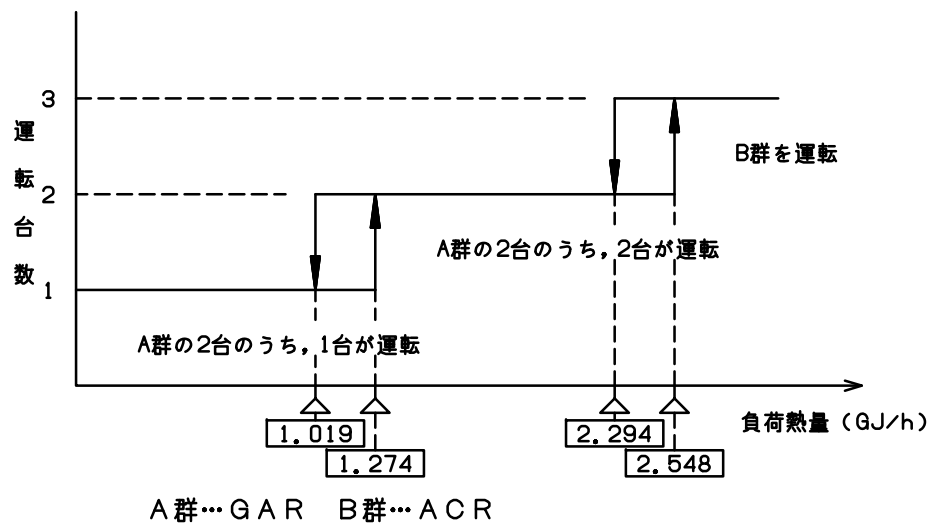 3
2
1
運転台数
B群を運転
A群の2台のうち,2台が運転
A群の2台のうち,1台が運転
負荷熱量(GJ/h)
1.019
1.274
2.294
2.548
A群…GAR B群…ACR